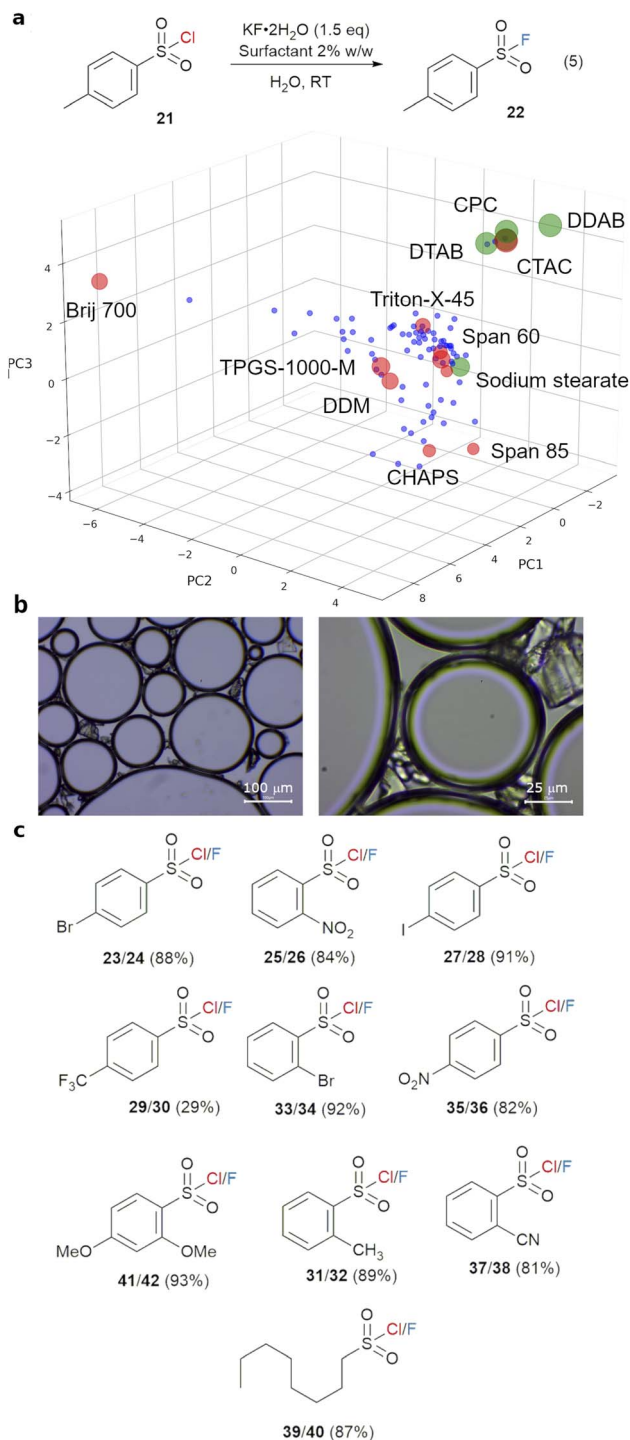 a
O
S
Cl
O
21
KF•2H₂O (1.5 eq)
Surfactant 2% w/w
H₂O, RT
O
S
F
O
22
(5)
CPC
DDAB
DTAB
CTAC
Brij 700
Triton-X-45
Span 60
TPGS-1000-M
Sodium stearate
DDM
Span 85
CHAPS
4
2
PC3
0
−2
−4
−6
−4
−2
0
2
4
PC2
8
6
4
2
0
−2
PC1
b
100 µm
25 µm
c
O
S
Cl/F
O
Br
23/24 (88%)
O
S
Cl/F
O
NO₂
25/26 (84%)
O
S
Cl/F
O
I
27/28 (91%)
O
S
Cl/F
O
F₃C
29/30 (29%)
O
S
Cl/F
O
Br
33/34 (92%)
O
S
Cl/F
O
O₂N
35/36 (82%)
O
S
Cl/F
O
MeO
OMe
41/42 (93%)
O
S
Cl/F
O
CH₃
31/32 (89%)
O
S
Cl/F
O
CN
37/38 (81%)
O
S
Cl/F
O
39/40 (87%)